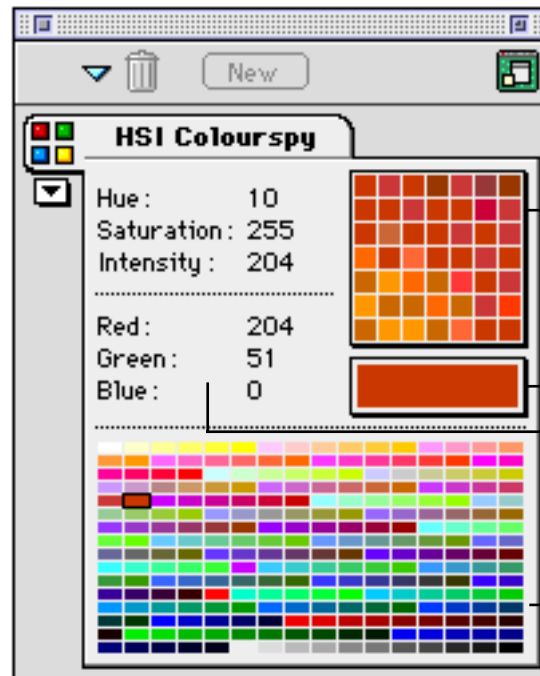 New
HSI Colourspy
Hue: 10
Saturation: 255
Intensity: 204
Red: 204
Green: 51
Blue: 0